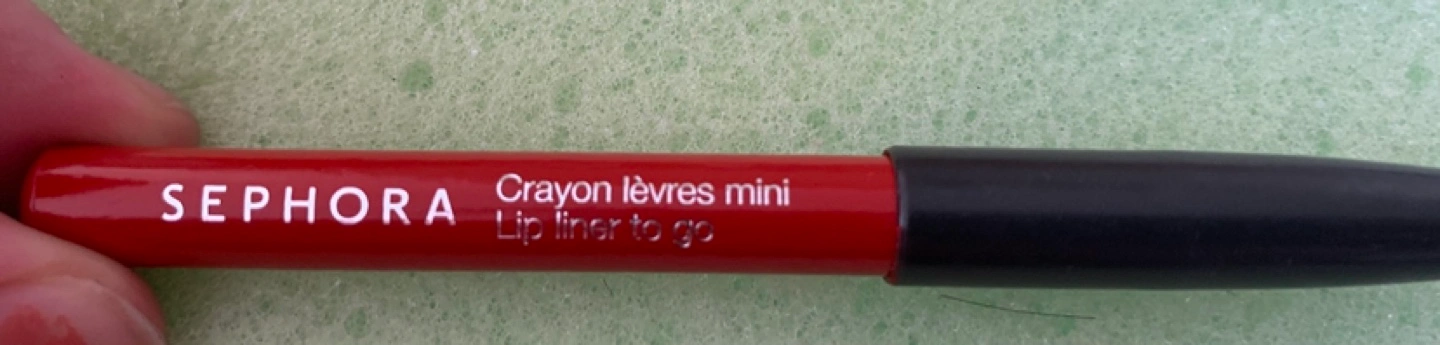 SEPHORA
Crayon lèvres mini
Lip liner to go